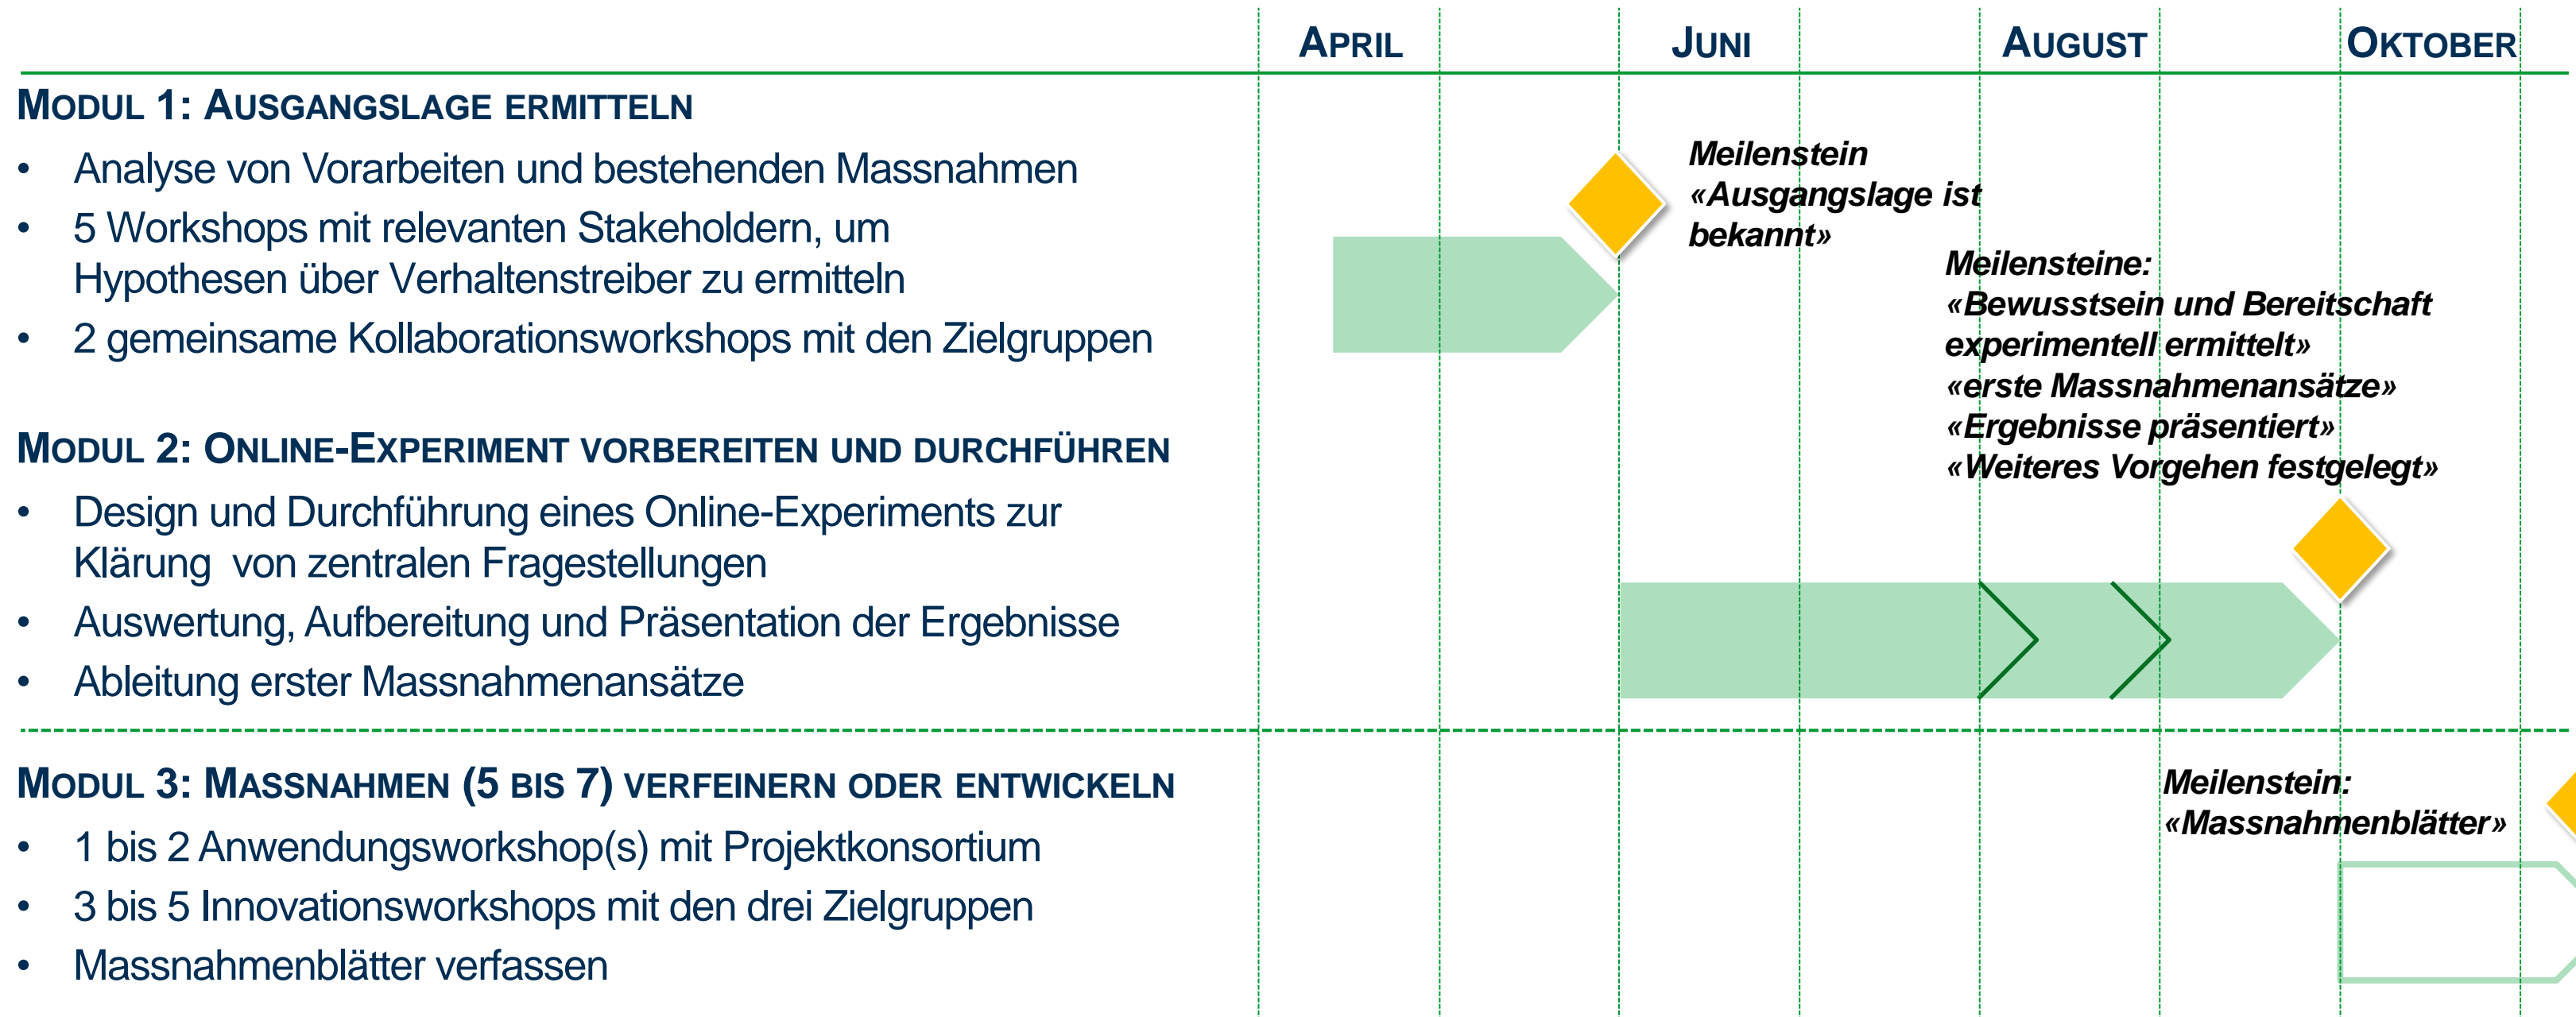 APRIL JUNI AUGUST OKTOBER
MODUL 1: AUSGANGSLAGE ERMITTELN
• Analyse von Vorarbeiten und bestehenden Massnahmen
• 5 Workshops mit relevanten Stakeholdern, um
Hypothesen über Verhaltenstreiber zu ermitteln
• 2 gemeinsame Kollaborationsworkshops mit den Zielgruppen
Meilenstein
«Ausgangslage ist
bekannt»
Meilensteine:
«Bewusstsein und Bereitschaft
experimentell ermittelt»
«erste Massnahmenansätze»
«Ergebnisse präsentiert»
«Weiteres Vorgehen festgelegt»
MODUL 2: ONLINE-EXPERIMENT VORBEREITEN UND DURCHFÜHREN
• Design und Durchführung eines Online-Experiments zur
Klärung von zentralen Fragestellungen
• Auswertung, Aufbereitung und Präsentation der Ergebnisse
• Ableitung erster Massnahmenansätze
MODUL 3: MASSNAHMEN (5 BIS 7) VERFEINERN ODER ENTWICKELN
• 1 bis 2 Anwendungsworkshop(s) mit Projektkonsortium
• 3 bis 5 Innovationsworkshops mit den drei Zielgruppen
• Massnahmenblätter verfassen
Meilenstein:
«Massnahmenblätter»